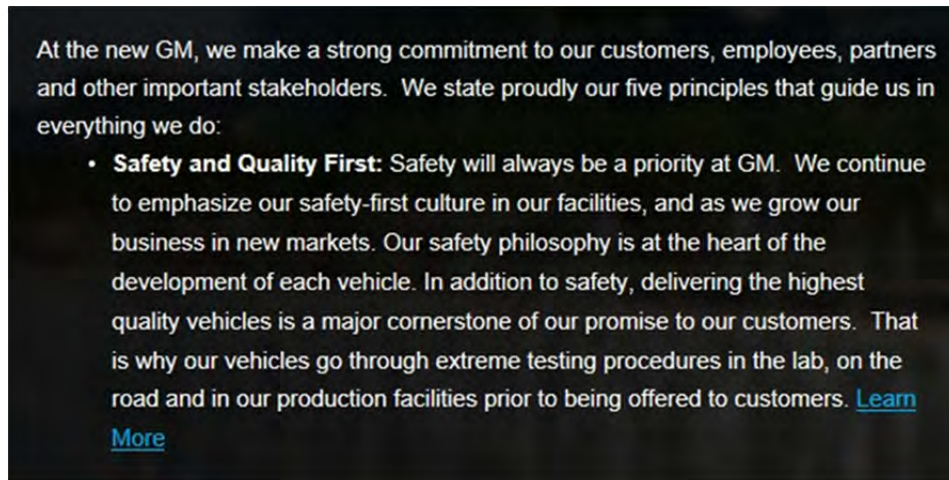 At the new GM, we make a strong commitment to our customers, employees, partners
and other important stakeholders.  We state proudly our five principles that guide us in
everything we do:
• Safety and Quality First: Safety will always be a priority at GM.  We continue
to emphasize our safety-first culture in our facilities, and as we grow our
business in new markets. Our safety philosophy is at the heart of the
development of each vehicle. In addition to safety, delivering the highest
quality vehicles is a major cornerstone of our promise to our customers.  That
is why our vehicles go through extreme testing procedures in the lab, on the
road and in our production facilities prior to being offered to customers. Learn
More